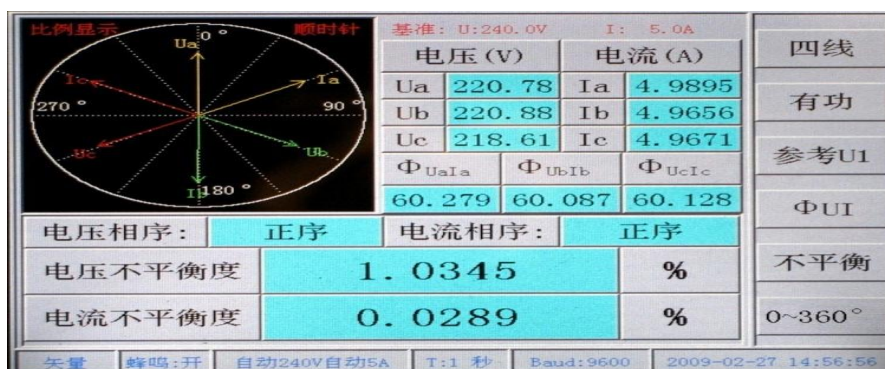 比例显示 顺时针 基准: U:240.0V I: 5.0A
0° Ua 电压(V) 电流(A) 四线
Ic Ia Ua 220.78 Ia 4.9895
270° 90° Ub 220.88 Ib 4.9656 有功
Uc Ub Uc 218.61 Ic 4.9671
ΦUaIa ΦUbIb ΦUcIc 参考U1
Ib 180° 60.279 60.087 60.128 ΦUI
电压相序: 正序 电流相序: 正序
电压不平衡度 1.0345 % 不平衡
电流不平衡度 0.0289 % 0~360°
矢量 蜂鸣:开 自动240V自动5A T:1 秒 Baud:9600 2009-02-27 14:56:56